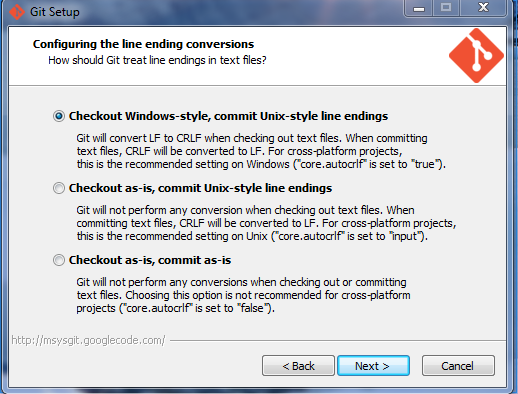 Git Setup
Configuring the line ending conversions
How should Git treat line endings in text files?
Checkout Windows-style, commit Unix-style line endings
Git will convert LF to CRLF when checking out text files. When committing
text files, CRLF will be converted to LF. For cross-platform projects,
this is the recommended setting on Windows ("core.autocrlf" is set to "true").
Checkout as-is, commit Unix-style line endings
Git will not perform any conversion when checking out text files. When
committing text files, CRLF will be converted to LF. For cross-platform projects,
this is the recommended setting on Unix ("core.autocrlf" is set to "input").
Checkout as-is, commit as-is
Git will not perform any conversions when checking out or committing
text files. Choosing this option is not recommended for cross-platform
projects ("core.autocrlf" is set to "false").
http://msysgit.googlecode.com/
< Back Next > Cancel